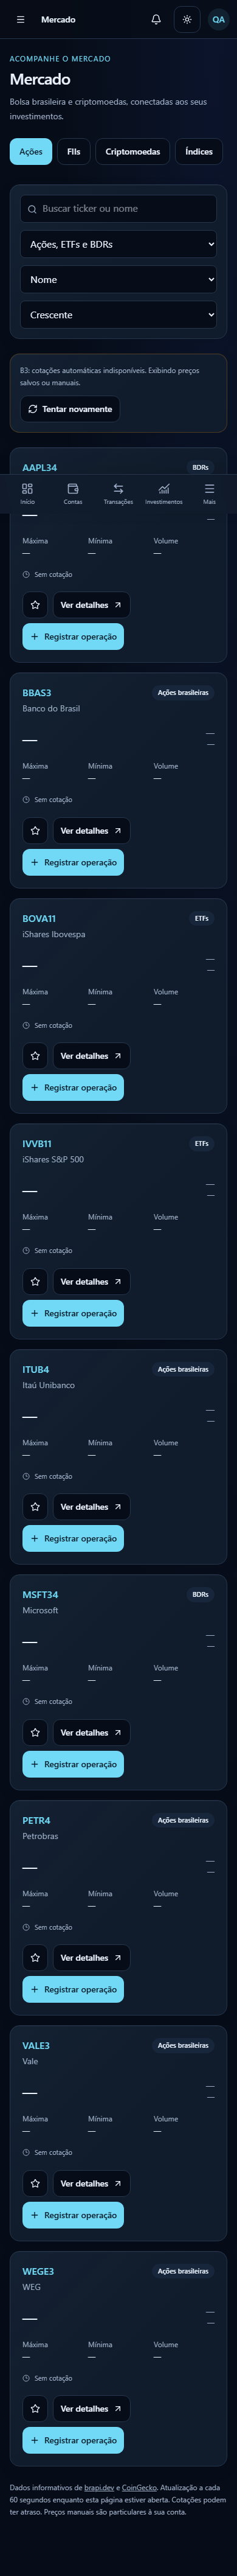 Mercado
QA
ACOMPANHE O MERCADO
Mercado
Bolsa brasileira e criptomoedas, conectadas aos seus
investimentos.
Ações
FIIs
Criptomoedas
Índices
Buscar ticker ou nome
Ações, ETFs e BDRs
Nome
Crescente
B3: cotações automáticas indisponíveis. Exibindo preços
salvos ou manuais.
Tentar novamente
AAPL34
BDRs
Início
Contas
Transações
Investimentos
Mais
—
—
Máxima
Mínima
Volume
—
—
—
Sem cotação
Ver detalhes
Registrar operação
BBAS3
Ações brasileiras
Banco do Brasil
—
—
—
Máxima
Mínima
Volume
—
—
—
Sem cotação
Ver detalhes
Registrar operação
BOVA11
ETFs
iShares Ibovespa
—
—
—
Máxima
Mínima
Volume
—
—
—
Sem cotação
Ver detalhes
Registrar operação
IVVB11
ETFs
iShares S&P 500
—
—
—
Máxima
Mínima
Volume
—
—
—
Sem cotação
Ver detalhes
Registrar operação
ITUB4
Ações brasileiras
Itaú Unibanco
—
—
—
Máxima
Mínima
Volume
—
—
—
Sem cotação
Ver detalhes
Registrar operação
MSFT34
BDRs
Microsoft
—
—
—
Máxima
Mínima
Volume
—
—
—
Sem cotação
Ver detalhes
Registrar operação
PETR4
Ações brasileiras
Petrobras
—
—
—
Máxima
Mínima
Volume
—
—
—
Sem cotação
Ver detalhes
Registrar operação
VALE3
Ações brasileiras
Vale
—
—
—
Máxima
Mínima
Volume
—
—
—
Sem cotação
Ver detalhes
Registrar operação
WEGE3
Ações brasileiras
WEG
—
—
—
Máxima
Mínima
Volume
—
—
—
Sem cotação
Ver detalhes
Registrar operação
Dados informativos de brapi.dev e CoinGecko. Atualização a cada
60 segundos enquanto esta página estiver aberta. Cotações podem
ter atraso. Preços manuais são particulares à sua conta.